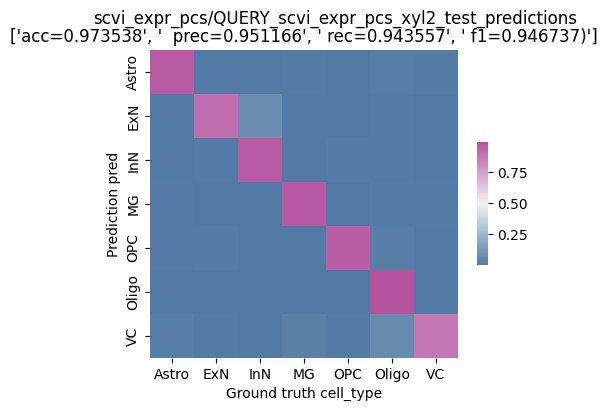 scvi_expr_pcs/QUERY_scvi_expr_pcs_xyl2_test_predictions
['acc=0.973538', '  prec=0.951166', ' rec=0.943557', ' f1=0.946737)']
Astro
ExN
InN
MG
OPC
Oligo
VC
Prediction pred
Astro ExN InN MG OPC Oligo VC
Ground truth cell_type
0.75
0.50
0.25